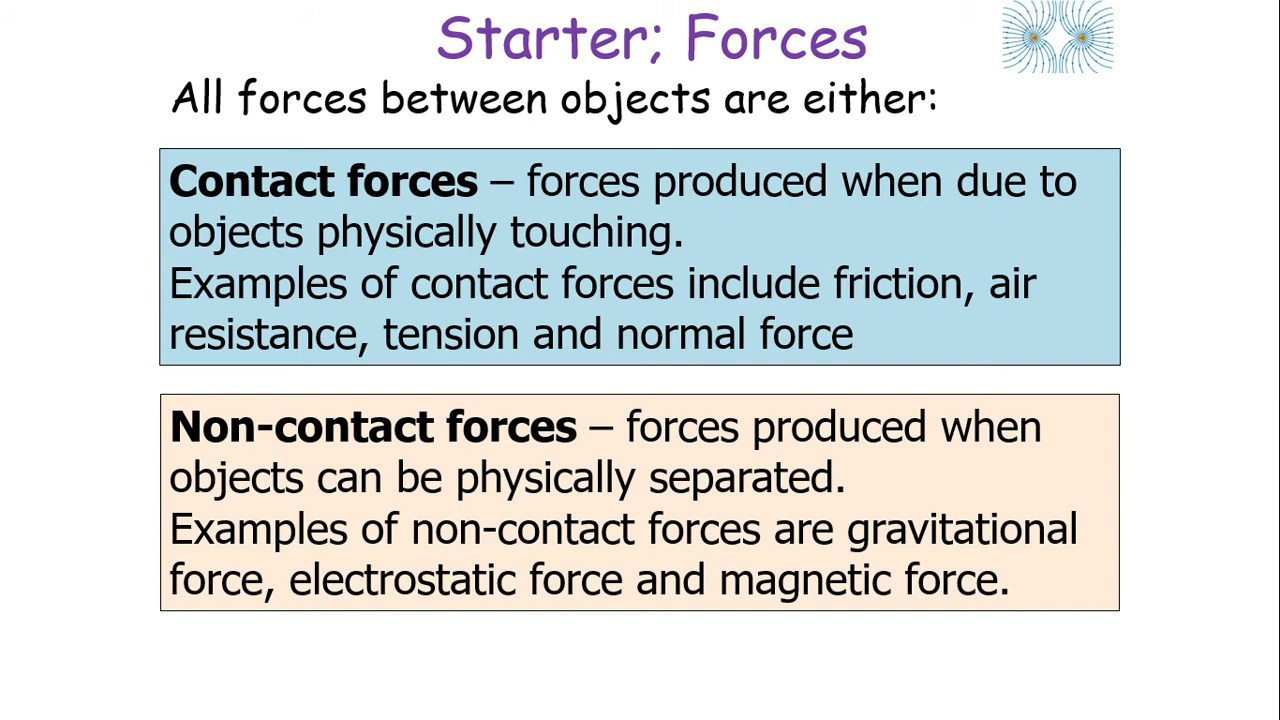 Starter; Forces
All forces between objects are either:
Contact forces – forces produced when due to
objects physically touching.
Examples of contact forces include friction, air
resistance, tension and normal force
Non-contact forces – forces produced when
objects can be physically separated.
Examples of non-contact forces are gravitational
force, electrostatic force and magnetic force.